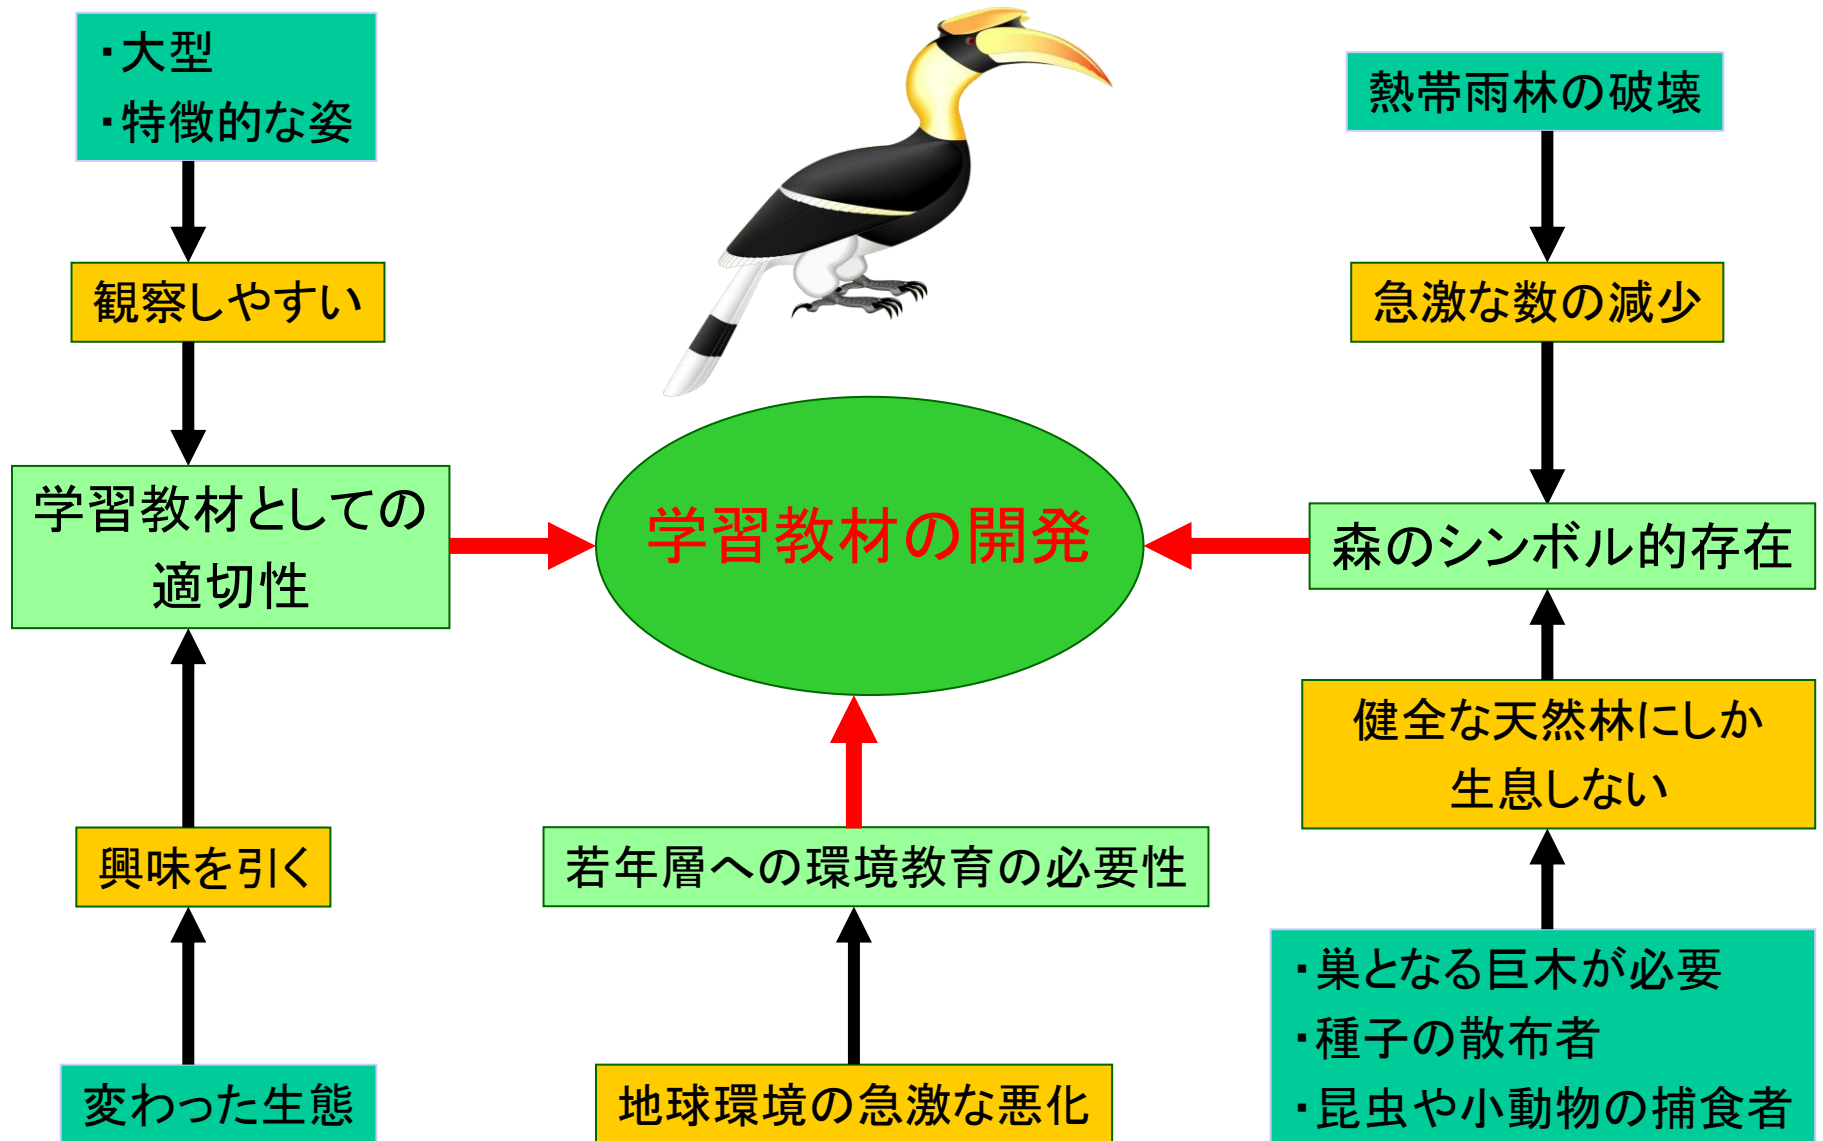 ・大型
・特徴的な姿
観察しやすい
学習教材としての
適切性
興味を引く
変わった生態
学習教材の開発
若年層への環境教育の必要性
地球環境の急激な悪化
熱帯雨林の破壊
急激な数の減少
森のシンボル的存在
健全な天然林にしか
生息しない
・巣となる巨木が必要
・種子の散布者
・昆虫や小動物の捕食者